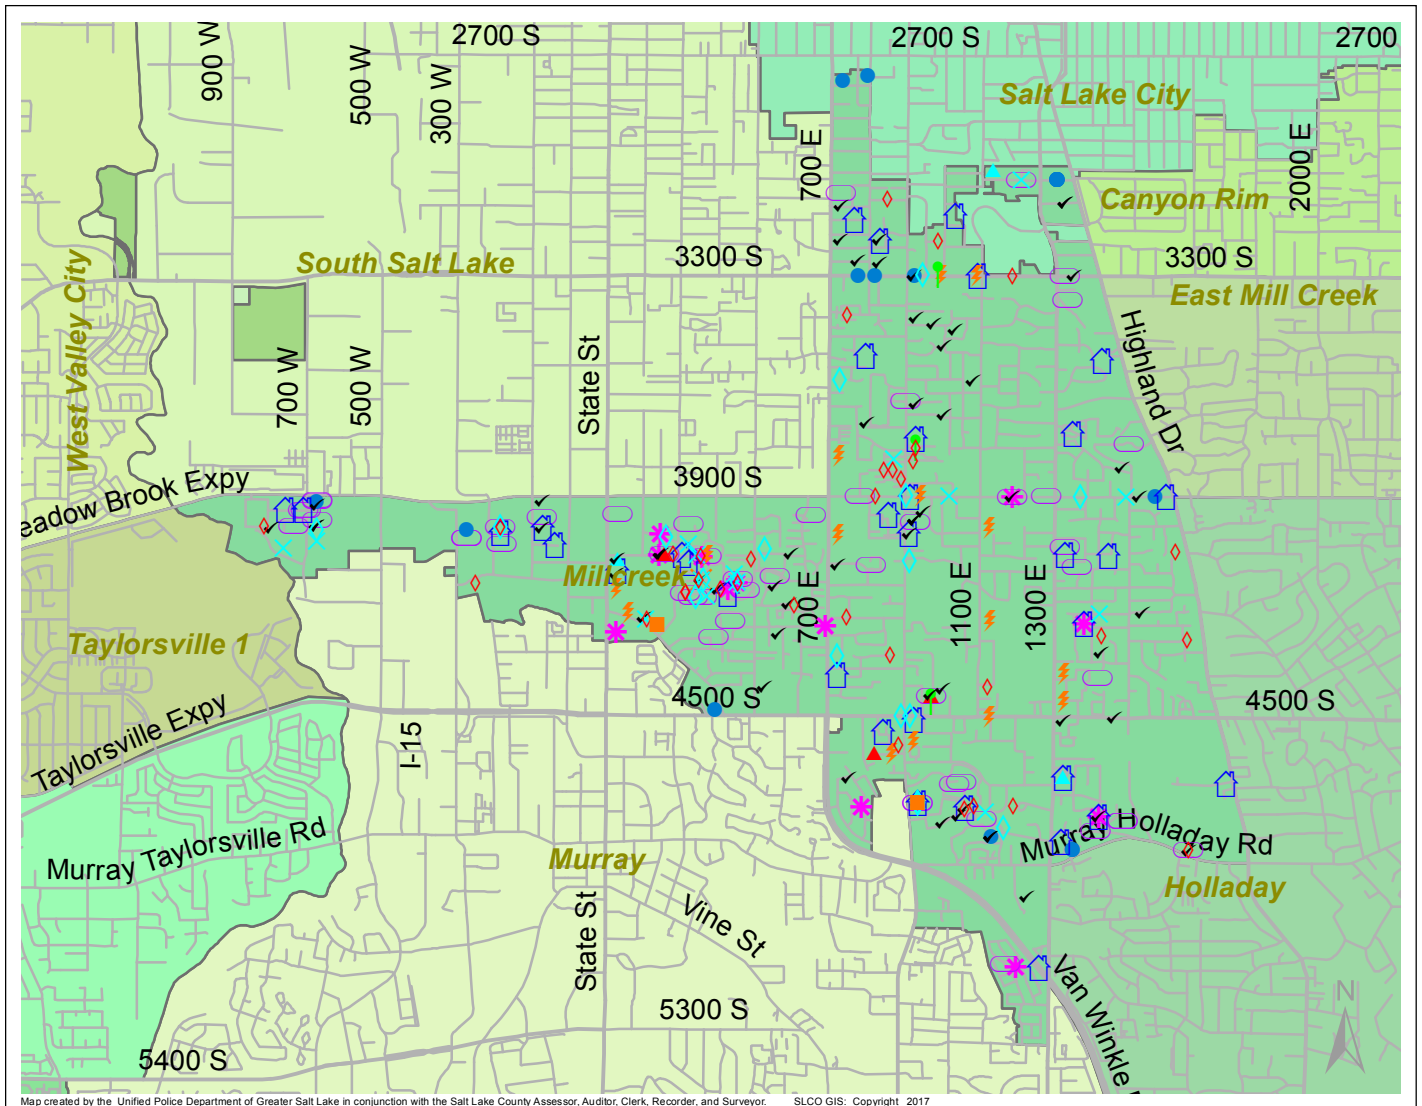 2700 S
2700 S
2700
900 W
500 W
300 W
Salt Lake City
700 E
2000 E
Canyon Rim
3300 S
3300 S
South Salt Lake
West Valley City
East Mill Creek
Highland Dr
State St
700 W
500 W
3900 S
eadow Brook Expy
Millcreek
700 E
1100 E
1300 E
Taylorsville 1
4500 S
4500 S
Taylorsville Expy
I-15
Murray Taylorsville Rd
Murray Holladay Rd
Murray
Holladay
State St
Vine St
Van Winkle
5300 S
5400 S
N
Map created by the Unified Police Department of Greater Salt Lake in conjunction with the Salt Lake County Assessor, Auditor, Clerk, Recorder, and Surveyor. SLCO GIS: Copyright 2017